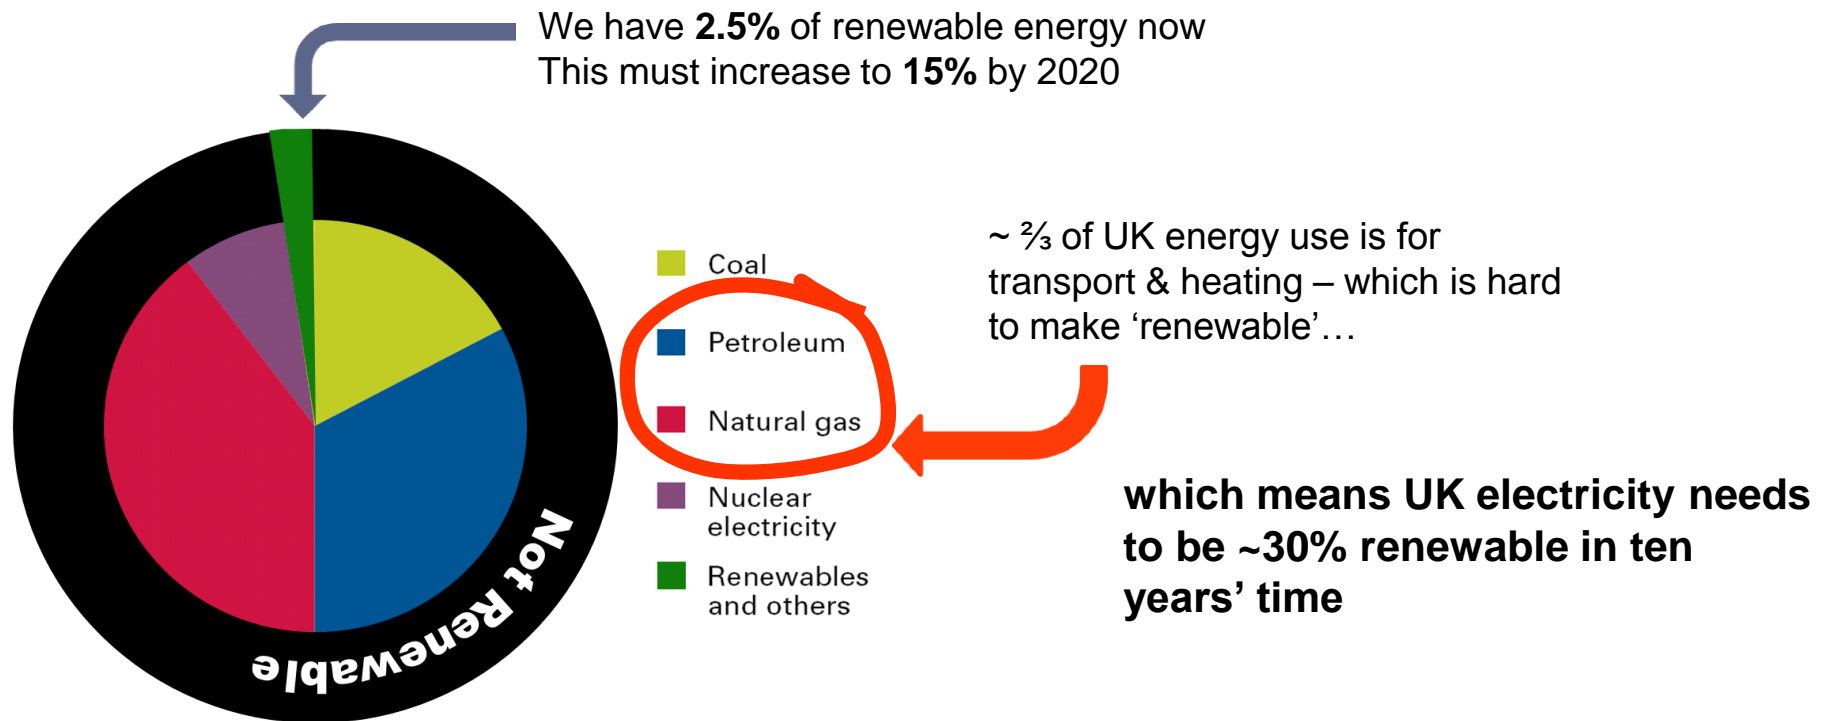 We have 2.5% of renewable energy now
This must increase to 15% by 2020
Coal
Petroleum
Natural gas
Nuclear
electricity
Renewables
and others
~ ⅔ of UK energy use is for
transport & heating – which is hard
to make ‘renewable’…
which means UK electricity needs
to be ~30% renewable in ten
years’ time
Not Renewable